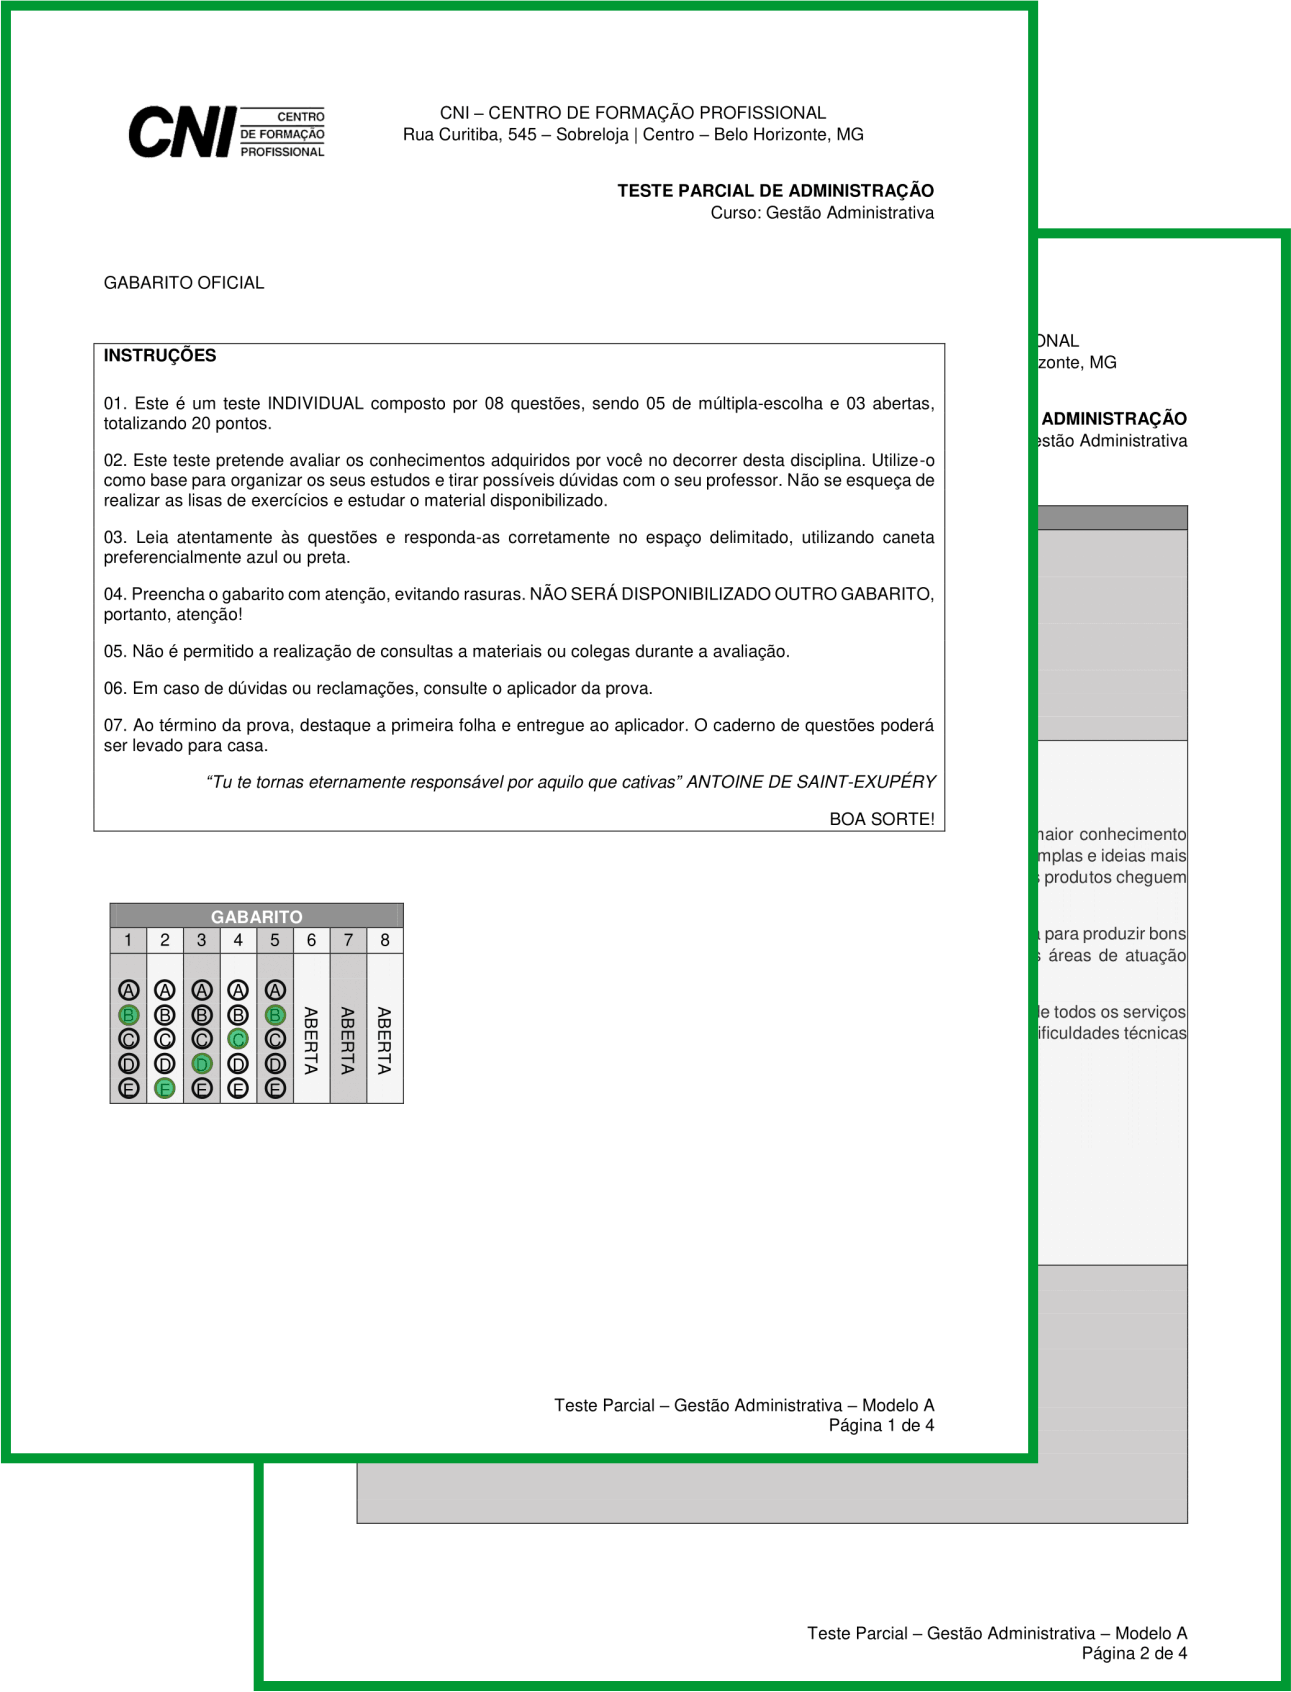 CNI CENTRO
DE FORMAÇÃO
PROFISSIONAL
CNI – CENTRO DE FORMAÇÃO PROFISSIONAL
Rua Curitiba, 545 – Sobreloja | Centro – Belo Horizonte, MG
TESTE PARCIAL DE ADMINISTRAÇÃO
Curso: Gestão Administrativa
GABARITO OFICIAL
INSTRUÇÕES
01. Este é um teste INDIVIDUAL composto por 08 questões, sendo 05 de múltipla-escolha e 03 abertas,
totalizando 20 pontos.
02. Este teste pretende avaliar os conhecimentos adquiridos por você no decorrer desta disciplina. Utilize-o
como base para organizar os seus estudos e tirar possíveis dúvidas com o seu professor. Não se esqueça de
realizar as lisas de exercícios e estudar o material disponibilizado.
03. Leia atentamente às questões e responda-as corretamente no espaço delimitado, utilizando caneta
preferencialmente azul ou preta.
04. Preencha o gabarito com atenção, evitando rasuras. NÃO SERÁ DISPONIBILIZADO OUTRO GABARITO,
portanto, atenção!
05. Não é permitido a realização de consultas a materiais ou colegas durante a avaliação.
06. Em caso de dúvidas ou reclamações, consulte o aplicador da prova.
07. Ao término da prova, destaque a primeira folha e entregue ao aplicador. O caderno de questões poderá
ser levado para casa.
“Tu te tornas eternamente responsável por aquilo que cativas” ANTOINE DE SAINT-EXUPÉRY
BOA SORTE!
GABARITO
1 2 3 4 5 6 7 8
A A A A A
B B B B B
C C C C C
D D D D D
E E E E E
ABERTA
ABERTA
ABERTA
Teste Parcial – Gestão Administrativa – Modelo A
Página 1 de 4
MG
ADMINISTRAÇÃO
Administrativa
conhecimento
e ideias mais
produtos cheguem
para produzir bons
áreas de atuação
todos os serviços
técnicas
Teste Parcial – Gestão Administrativa – Modelo A
Página 2 de 4